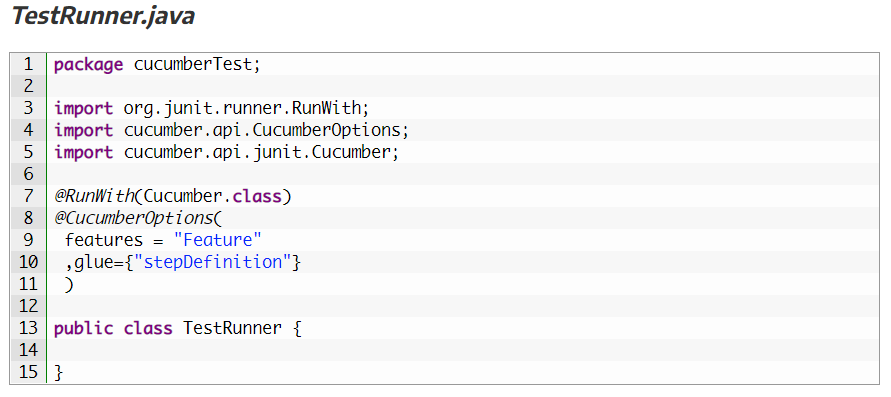 TestRunner.java
1 package cucumberTest;
2
3 import org.junit.runner.RunWith;
4 import cucumber.api.CucumberOptions;
5 import cucumber.api.junit.Cucumber;
6
7 @RunWith(Cucumber.class)
8 @CucumberOptions(
9  features = "Feature"
10  ,glue={"stepDefinition"}
11  )
12
13 public class TestRunner {
14
15 }